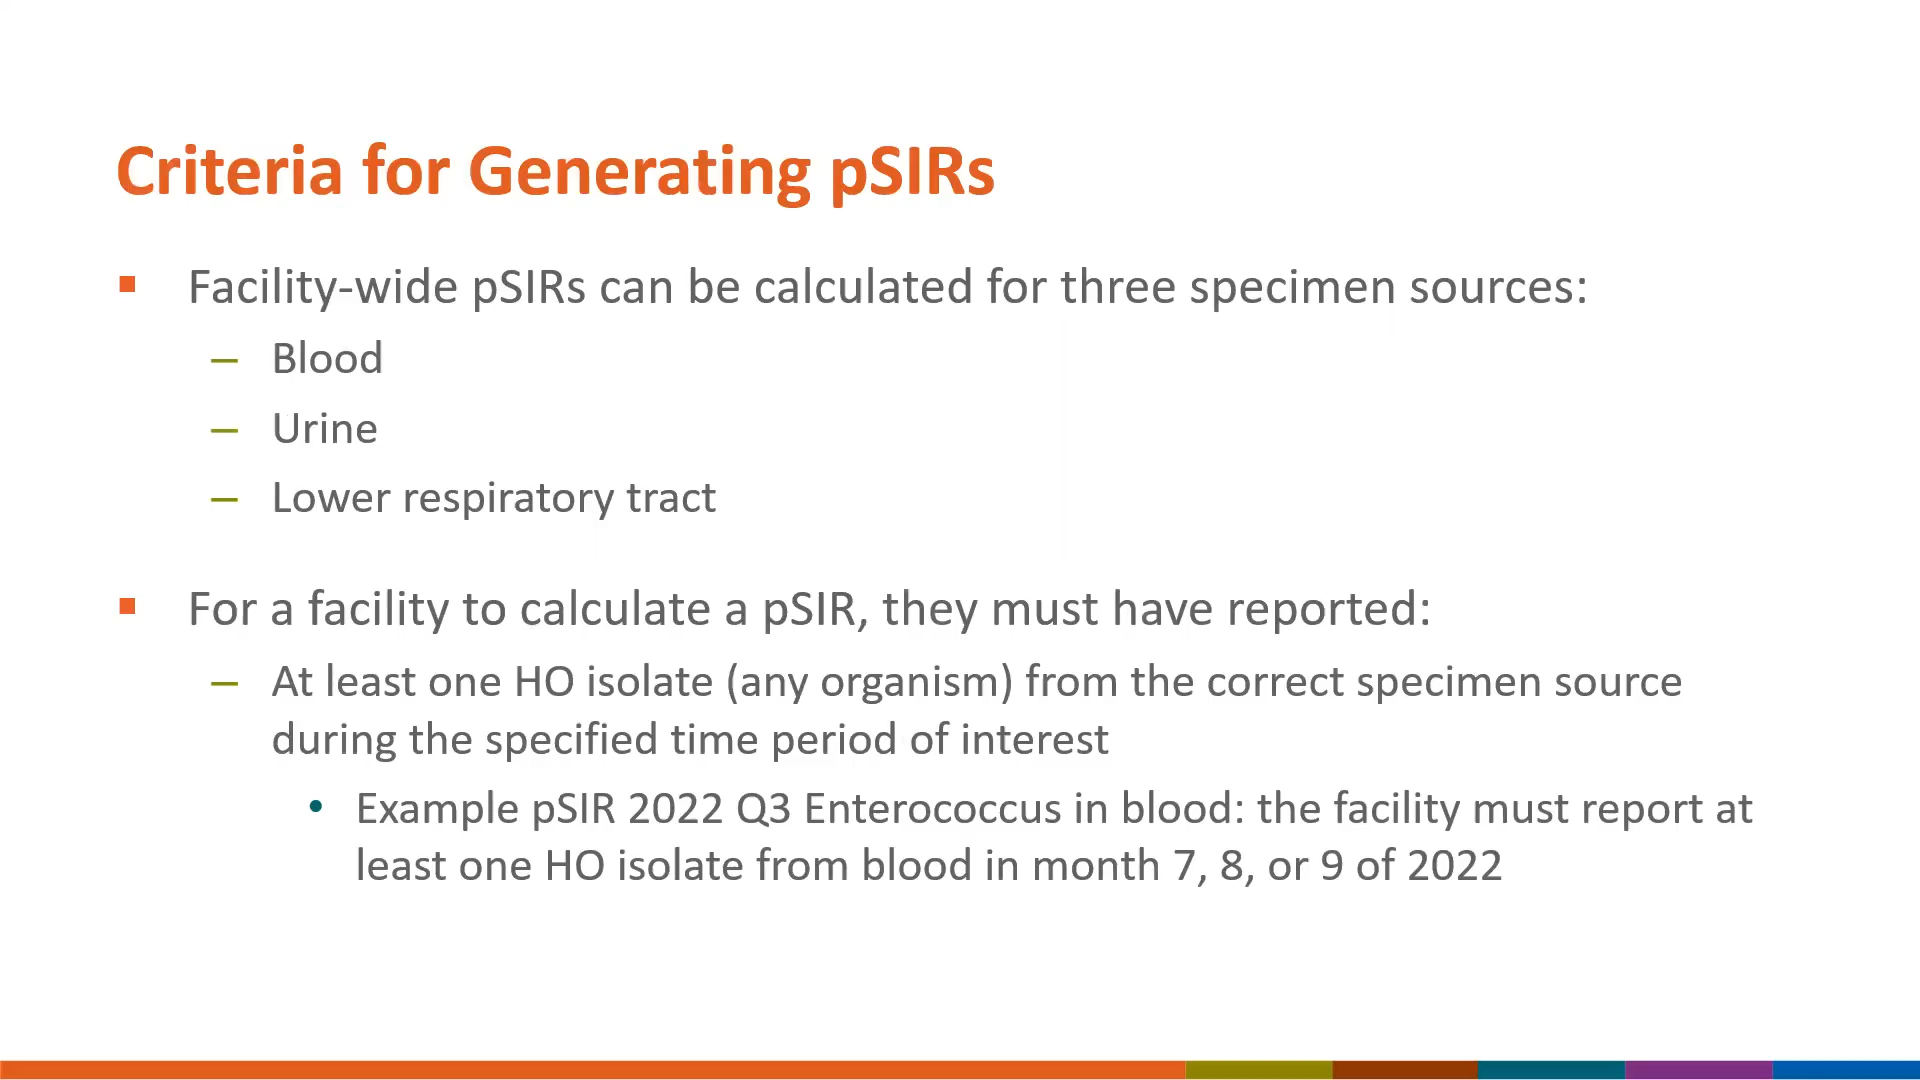 Criteria for Generating pSIRs
▪ Facility-wide pSIRs can be calculated for three specimen sources:
– Blood
– Urine
– Lower respiratory tract
▪ For a facility to calculate a pSIR, they must have reported:
– At least one HO isolate (any organism) from the correct specimen source
during the specified time period of interest
• Example pSIR 2022 Q3 Enterococcus in blood: the facility must report at
least one HO isolate from blood in month 7, 8, or 9 of 2022